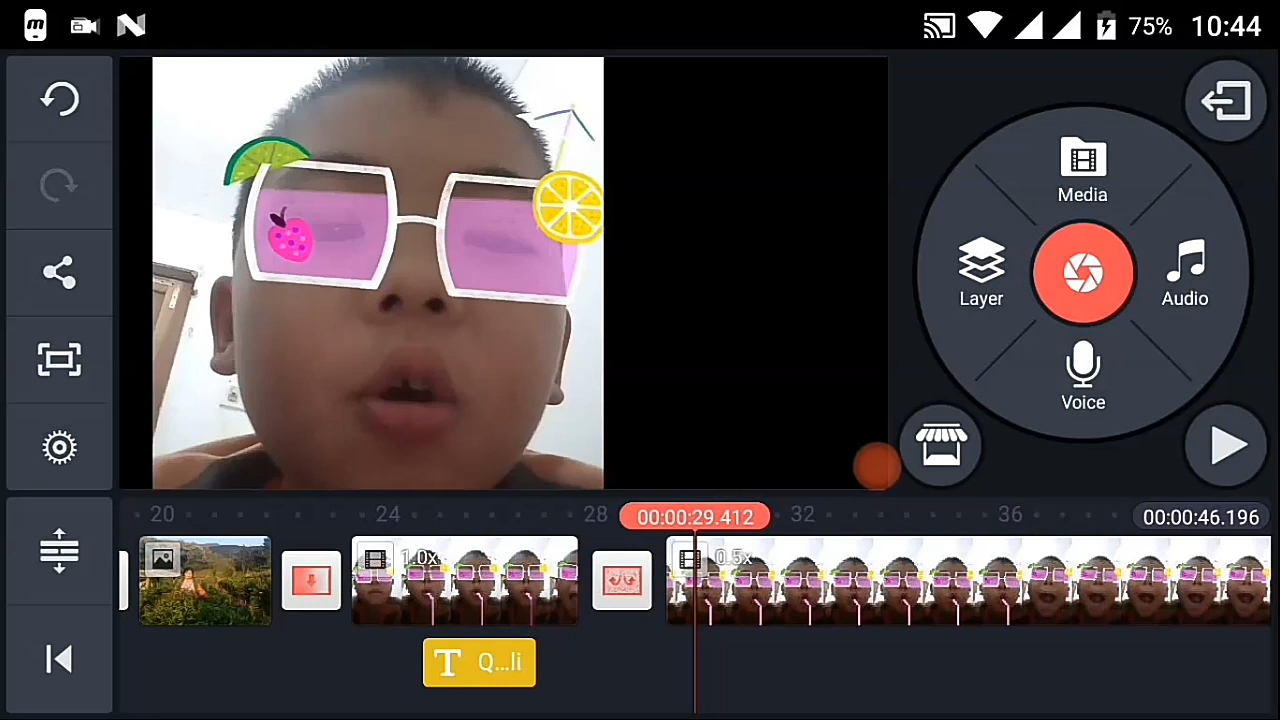 75% 10:44
Media
Layer
Audio
Voice
20 24 28 00:00:29.412 32 36 00:00:46.196
1.0x
0.5x
T Q...li